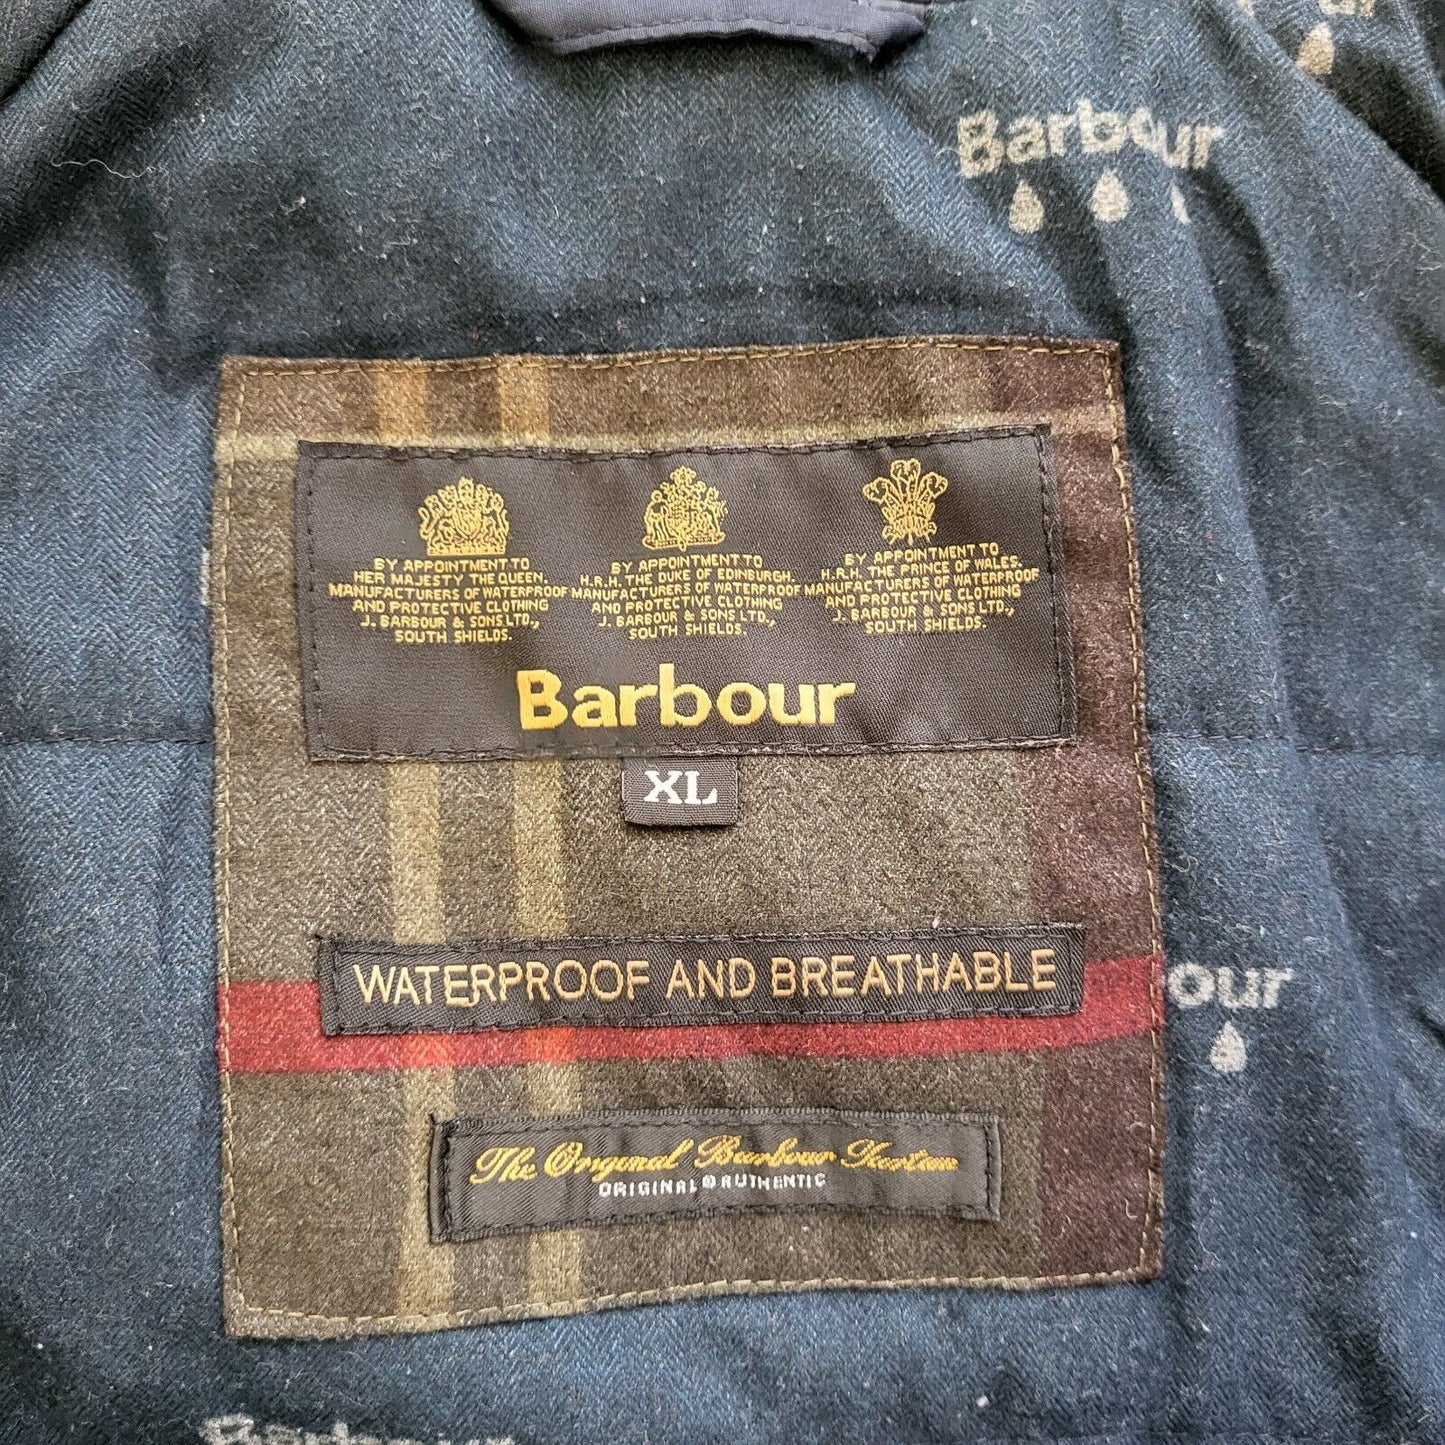 ur
Barbour
BY APPOINTMENT TO
HER MAJESTY THE QUEEN.
MANUFACTURERS OF WATERPROOF
AND PROTECTIVE CLOTHING
J. BARBOUR & SONS LTD.,
SOUTH SHIELDS.
BY APPOINTMENT TO
H.R.H. THE DUKE OF EDINBURGH.
MANUFACTURERS OF WATERPROOF
AND PROTECTIVE CLOTHING
J. BARBOUR & SONS LTD.,
SOUTH SHIELDS.
BY APPOINTMENT TO
H.R.H. THE PRINCE OF WALES.
MANUFACTURERS OF WATERPROOF
AND PROTECTIVE CLOTHING
J. BARBOUR & SONS LTD.,
SOUTH SHIELDS.
Barbour
XL
WATERPROOF AND BREATHABLE
our
The Original Barbour Tartan
ORIGINAL & AUTHENTIC
Barbour